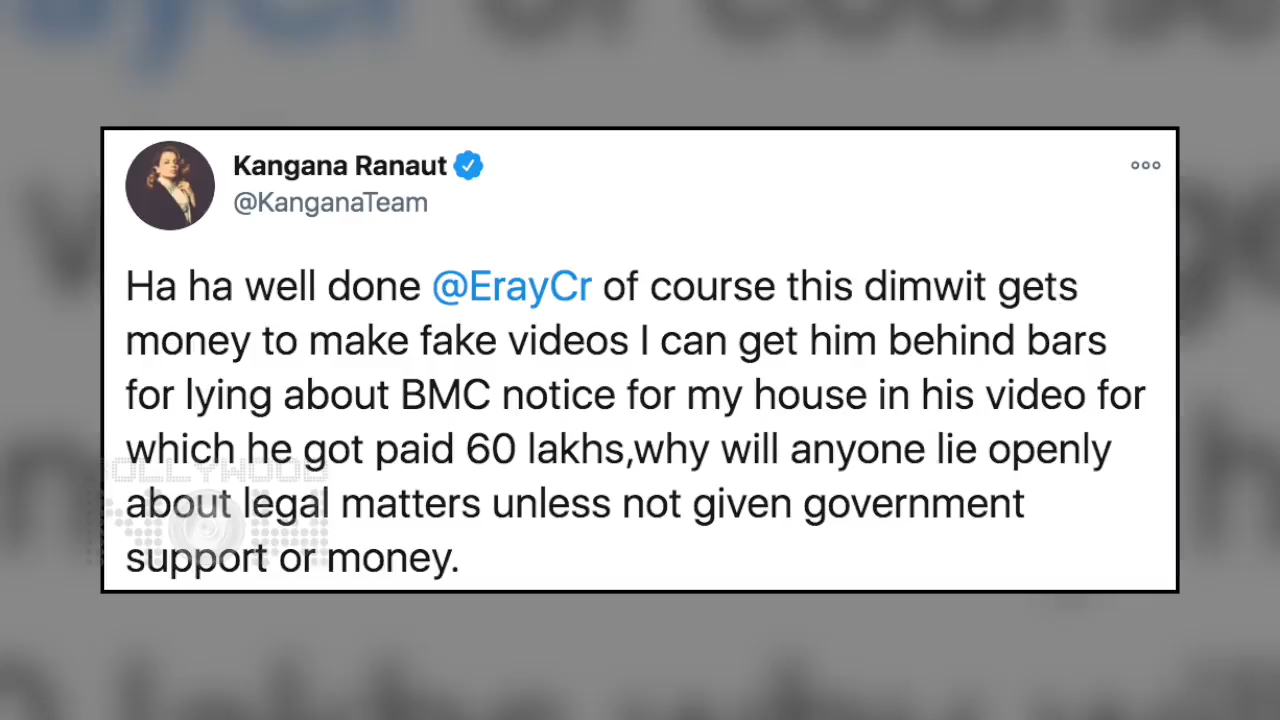 Kangana Ranaut
@KanganaTeam
Ha ha well done @ErayCr of course this dimwit gets
money to make fake videos I can get him behind bars
for lying about BMC notice for my house in his video for
which he got paid 60 lakhs,why will anyone lie openly
about legal matters unless not given government
support or money.
BOLLYWOOD
NOW